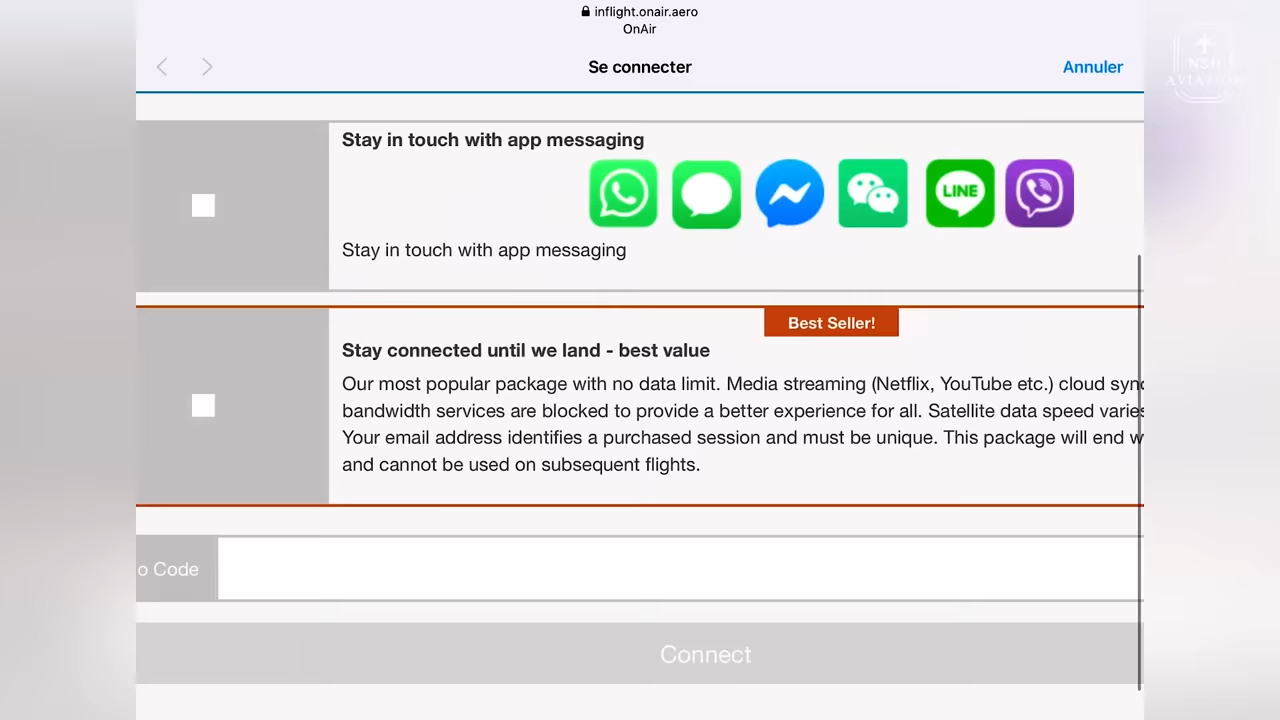 inflight.onair.aero
OnAir
Se connecter
Annuler
NSH
AVIATION
Stay in touch with app messaging
LINE
Stay in touch with app messaging
Best Seller!
Stay connected until we land - best value
Our most popular package with no data limit. Media streaming (Netflix, YouTube etc.) cloud sync
bandwidth services are blocked to provide a better experience for all. Satellite data speed varies
Your email address identifies a purchased session and must be unique. This package will end w
and cannot be used on subsequent flights.
o Code
Connect